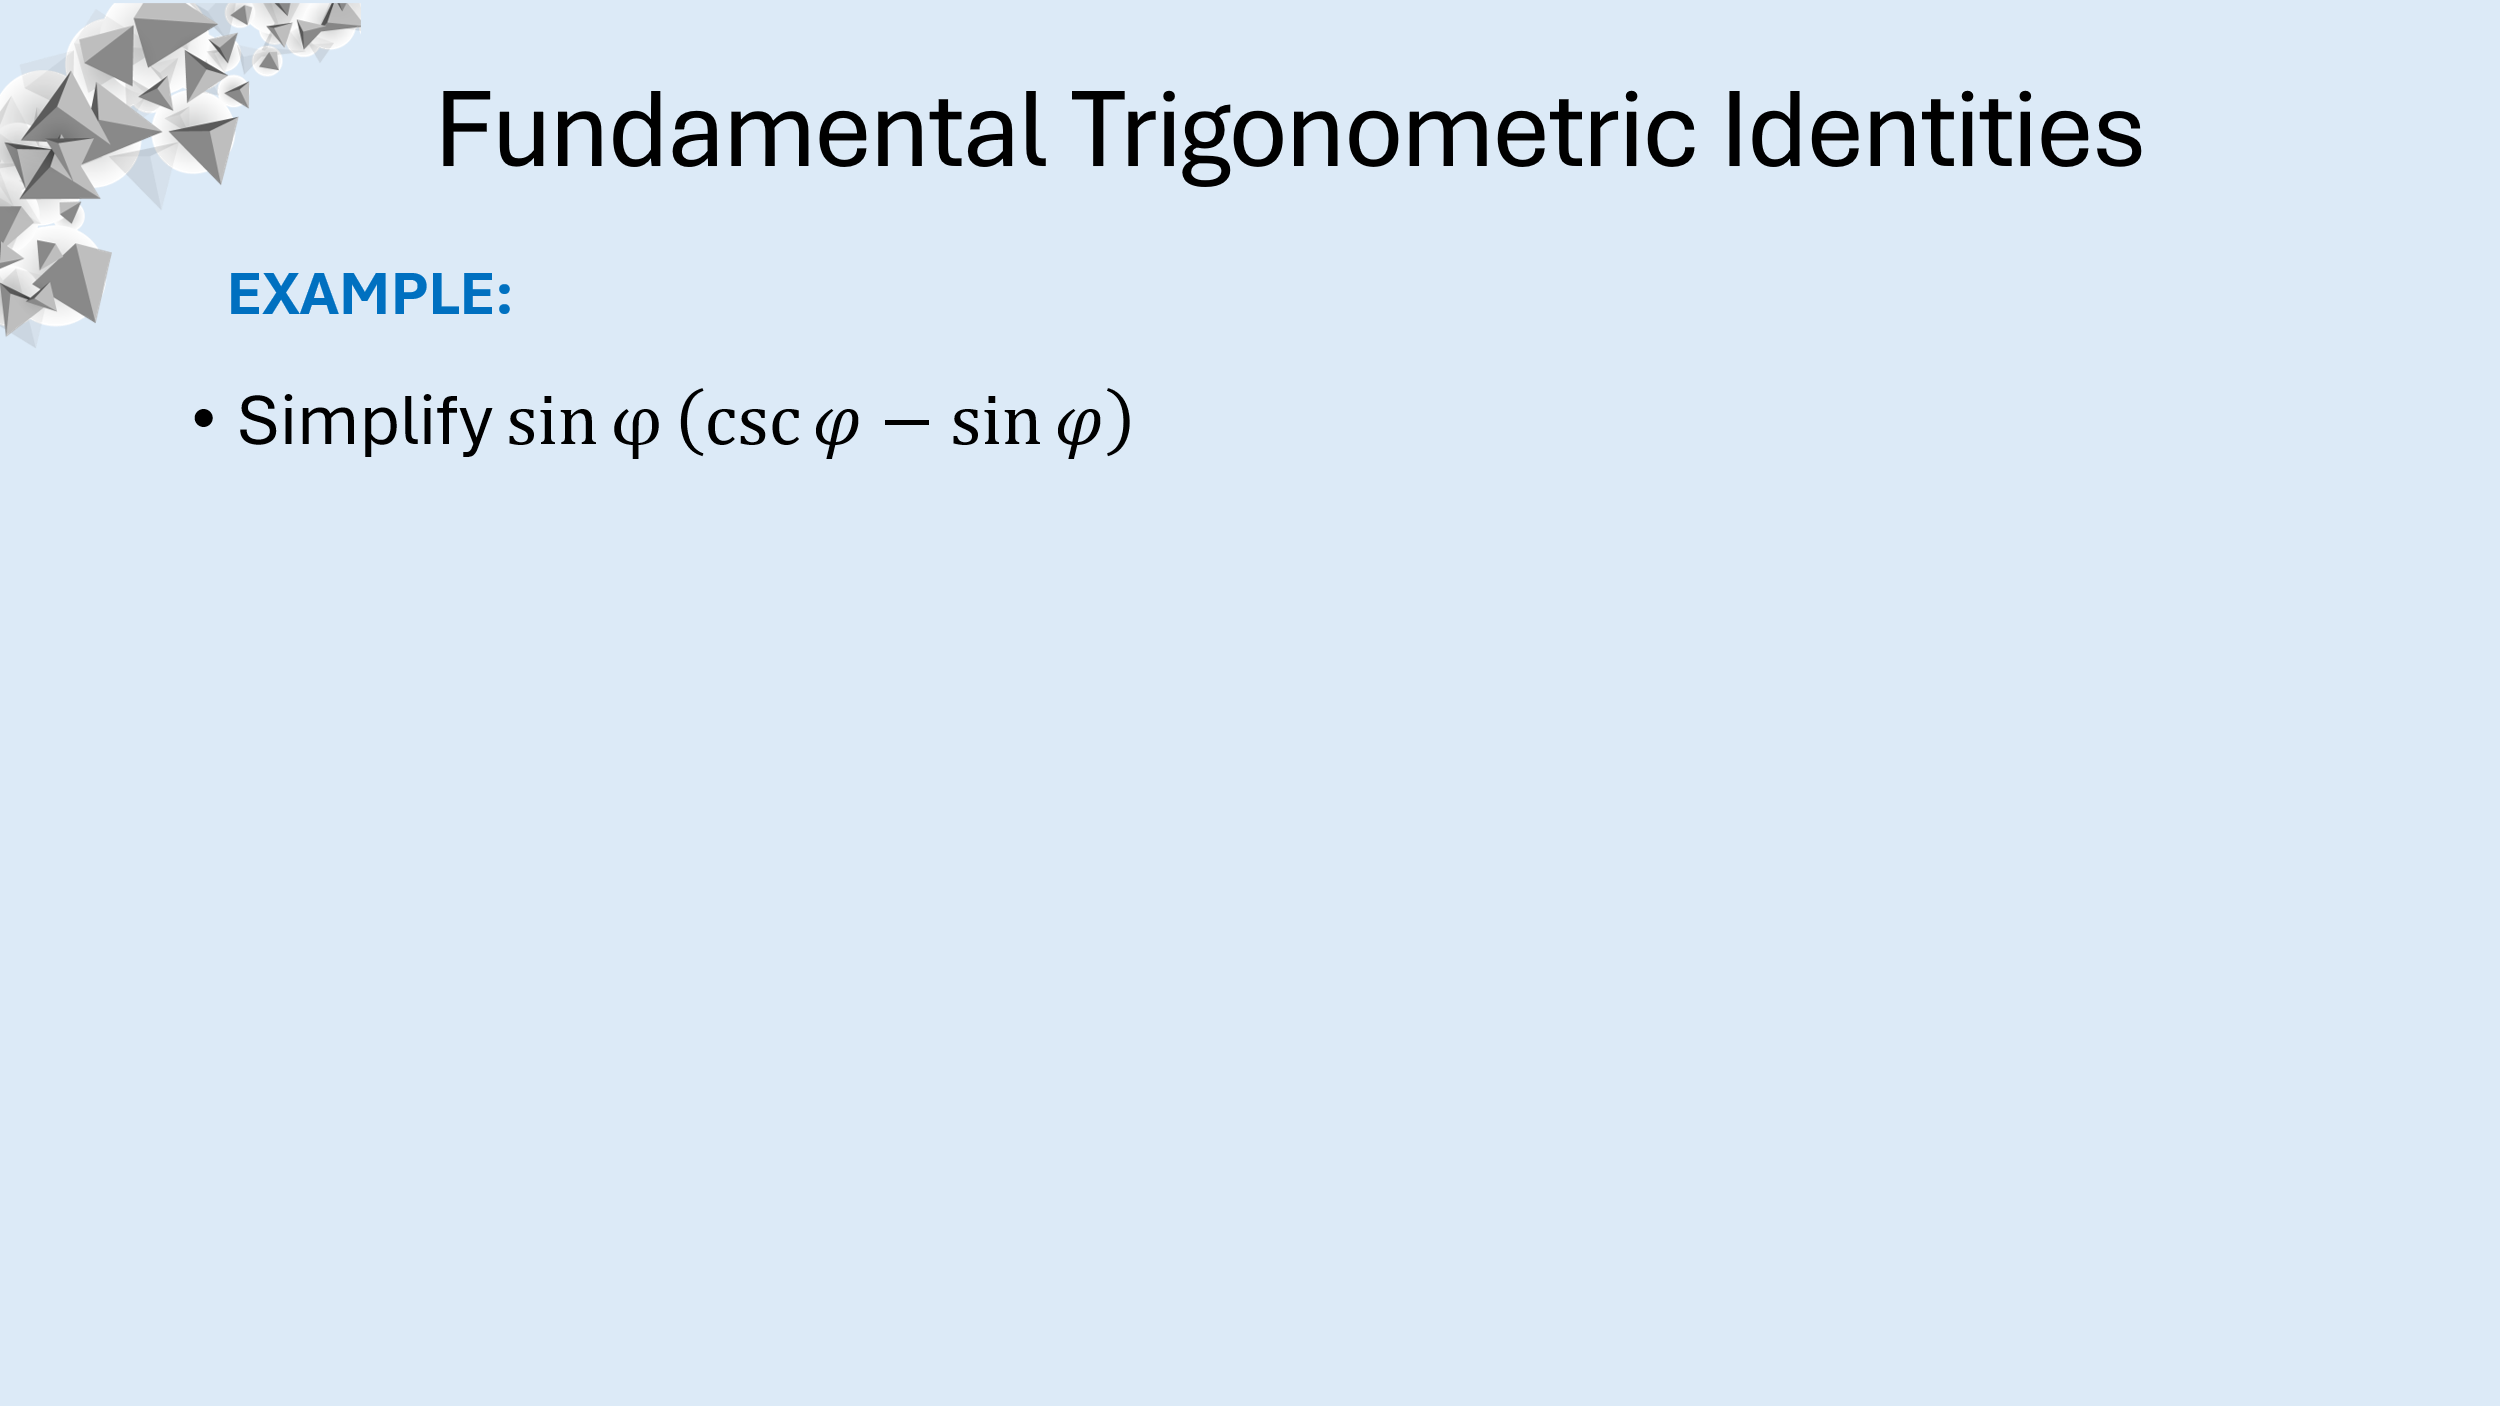 Fundamental Trigonometric Identities
EXAMPLE:
• Simplify sin φ (csc 𝜑 − sin 𝜑)